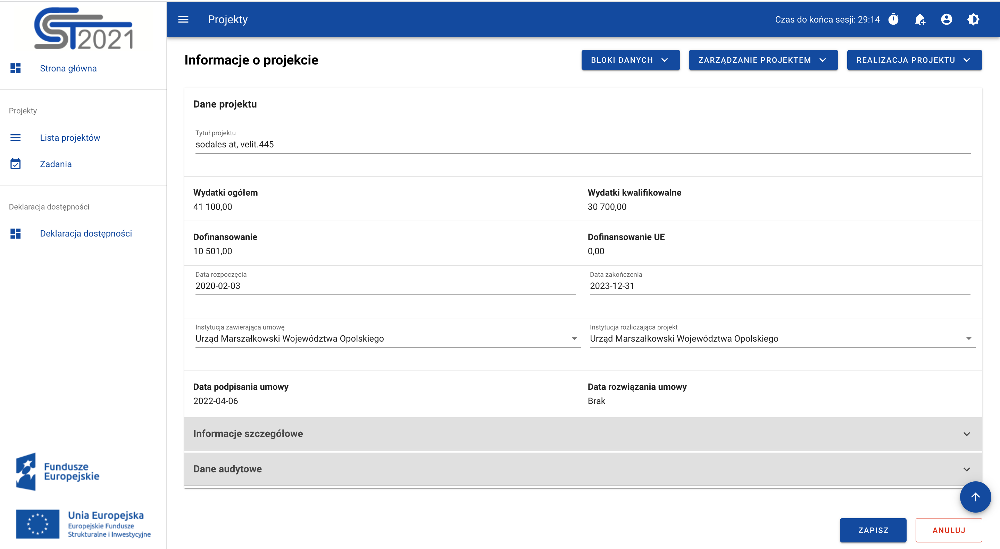 CST2021
Strona główna
Projekty
Lista projektów
Zadania
Deklaracja dostępności
Deklaracja dostępności
Fundusze
Europejskie
Unia Europejska
Europejskie Fundusze
Strukturalne i Inwestycyjne
Projekty
Czas do końca sesji: 29:14
Informacje o projekcie
BLOKI DANYCH
ZARZĄDZANIE PROJEKTEM
REALIZACJA PROJEKTU
Dane projektu
Tytuł projektu
sodales at, velit.445
Wydatki ogółem
41 100,00
Wydatki kwalifikowalne
30 700,00
Dofinansowanie
10 501,00
Dofinansowanie UE
0,00
Data rozpoczęcia
2020-02-03
Data zakończenia
2023-12-31
Instytucja zawierająca umowę
Urząd Marszałkowski Województwa Opolskiego
Instytucja rozliczająca projekt
Urząd Marszałkowski Województwa Opolskiego
Data podpisania umowy
2022-04-06
Data rozwiązania umowy
Brak
Informacje szczegółowe
Dane audytowe
ZAPISZ
ANULUJ